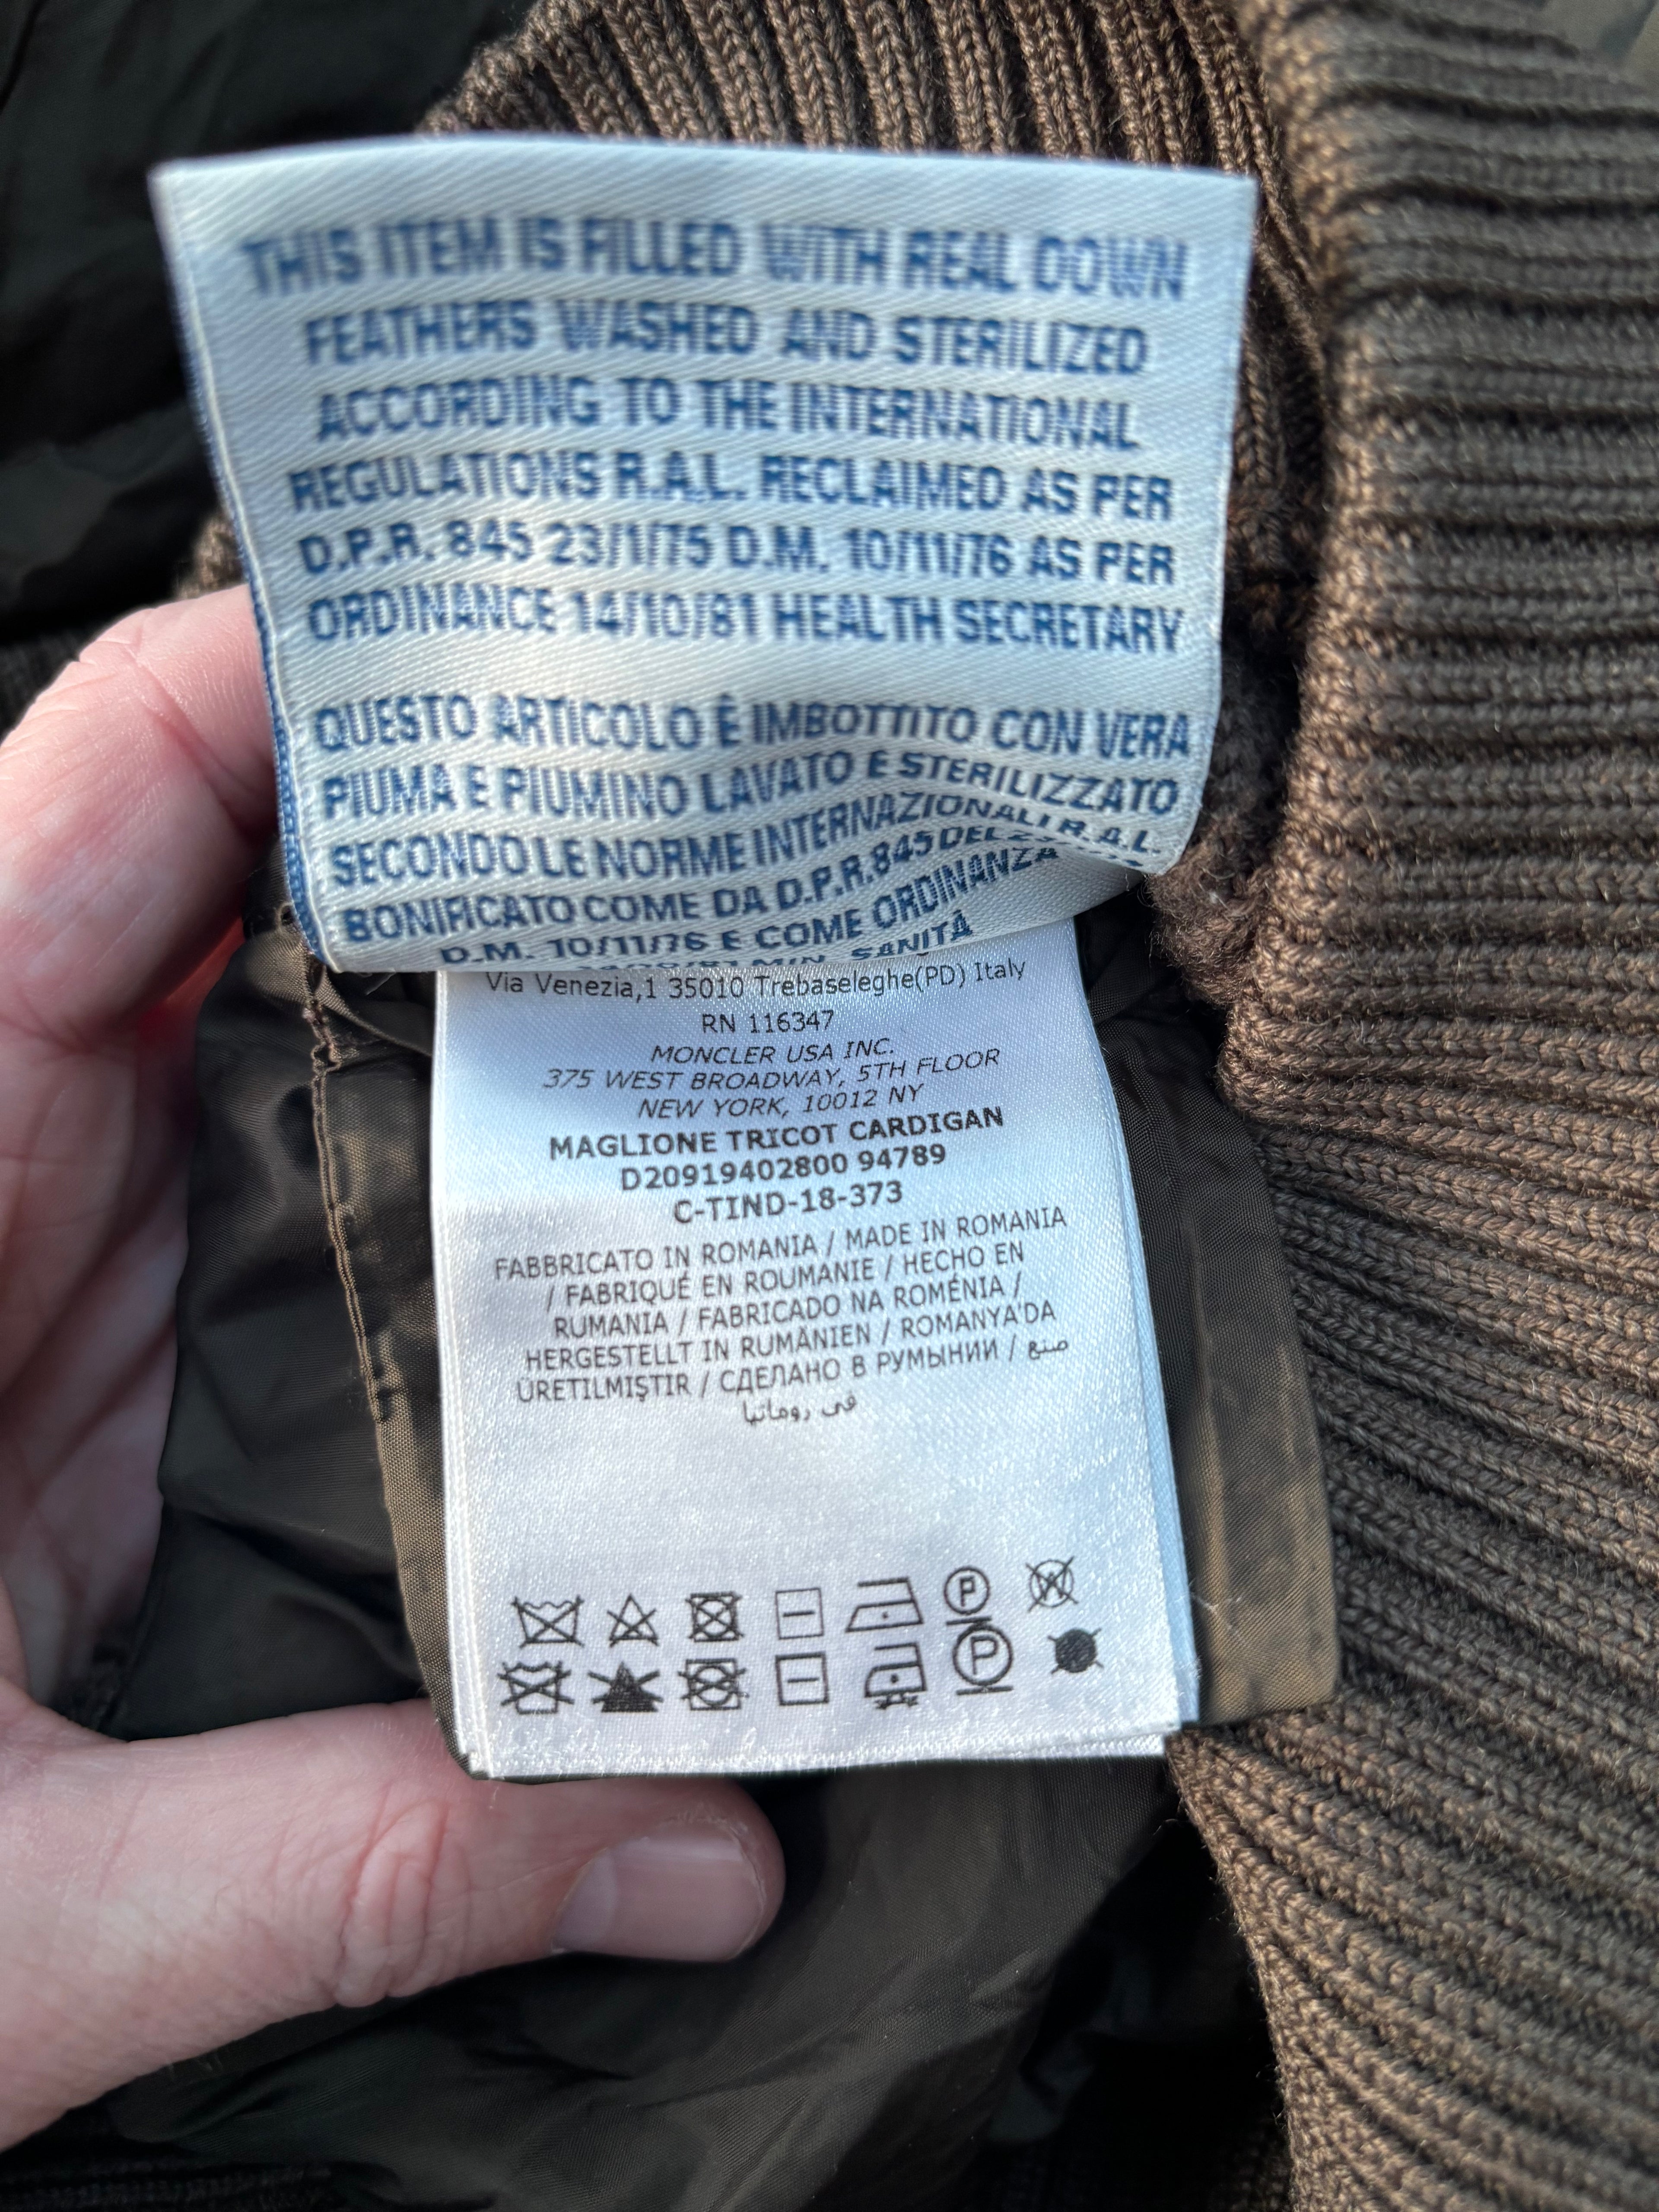 THIS ITEM IS FILLED WITH REAL DOWN
FEATHERS WASHED AND STERILIZED
ACCORDING TO THE INTERNATIONAL
REGULATIONS R.A.L. RECLAIMED AS PER
D.P.R. 845 23/1/75 D.M. 10/11/76 AS PER
ORDINANCE 14/10/81 HEALTH SECRETARY
QUESTO ARTICOLO É IMBOTTITO CON VERA
PIUMA E PIUMINO LAVATO E STERILIZZATO
SECONDO LE NORME INTERNAZIONALI R.A.L.
BONIFICATO COME DA D.P.R. 845 DEL
D.M. 10/11/76 E COME ORDINANZA
MIN. SANITÀ
Via Venezia,1 35010 Trebaseleghe(PD) Italy
RN 116347
MONCLER USA INC.
375 WEST BROADWAY, 5TH FLOOR
NEW YORK, 10012 NY
MAGLIONE TRICOT CARDIGAN
D20919402800 94789
C-TIND-18-373
FABBRICATO IN ROMANIA / MADE IN ROMANIA
/ FABRIQUÉ EN ROUMANIE / HECHO EN
RUMANIA / FABRICADO NA ROMÉNIA /
HERGESTELLT IN RUMÄNIEN / ROMANYA'DA
ÜRETILMIŞTIR / СДЕЛАНО В РУМЫНИИ / صنع
في رومانيا
P W
P